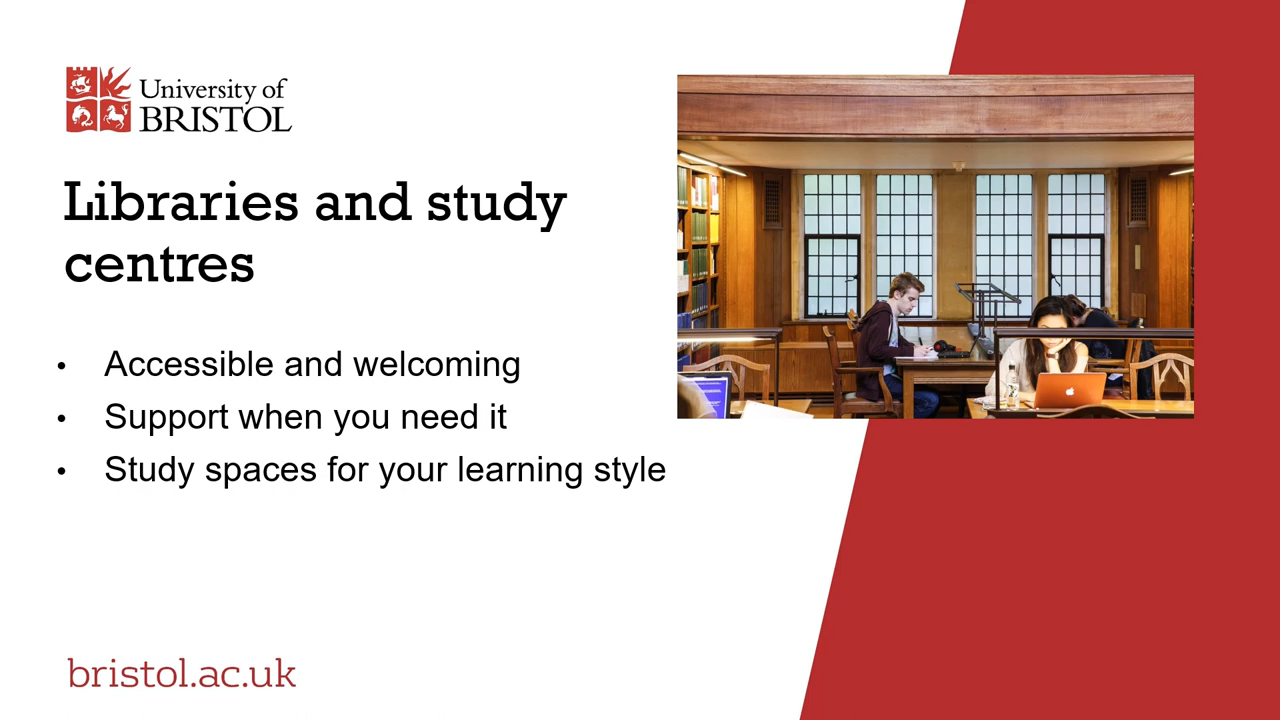 University of
BRISTOL
Libraries and study
centres
• Accessible and welcoming
• Support when you need it
• Study spaces for your learning style
bristol.ac.uk